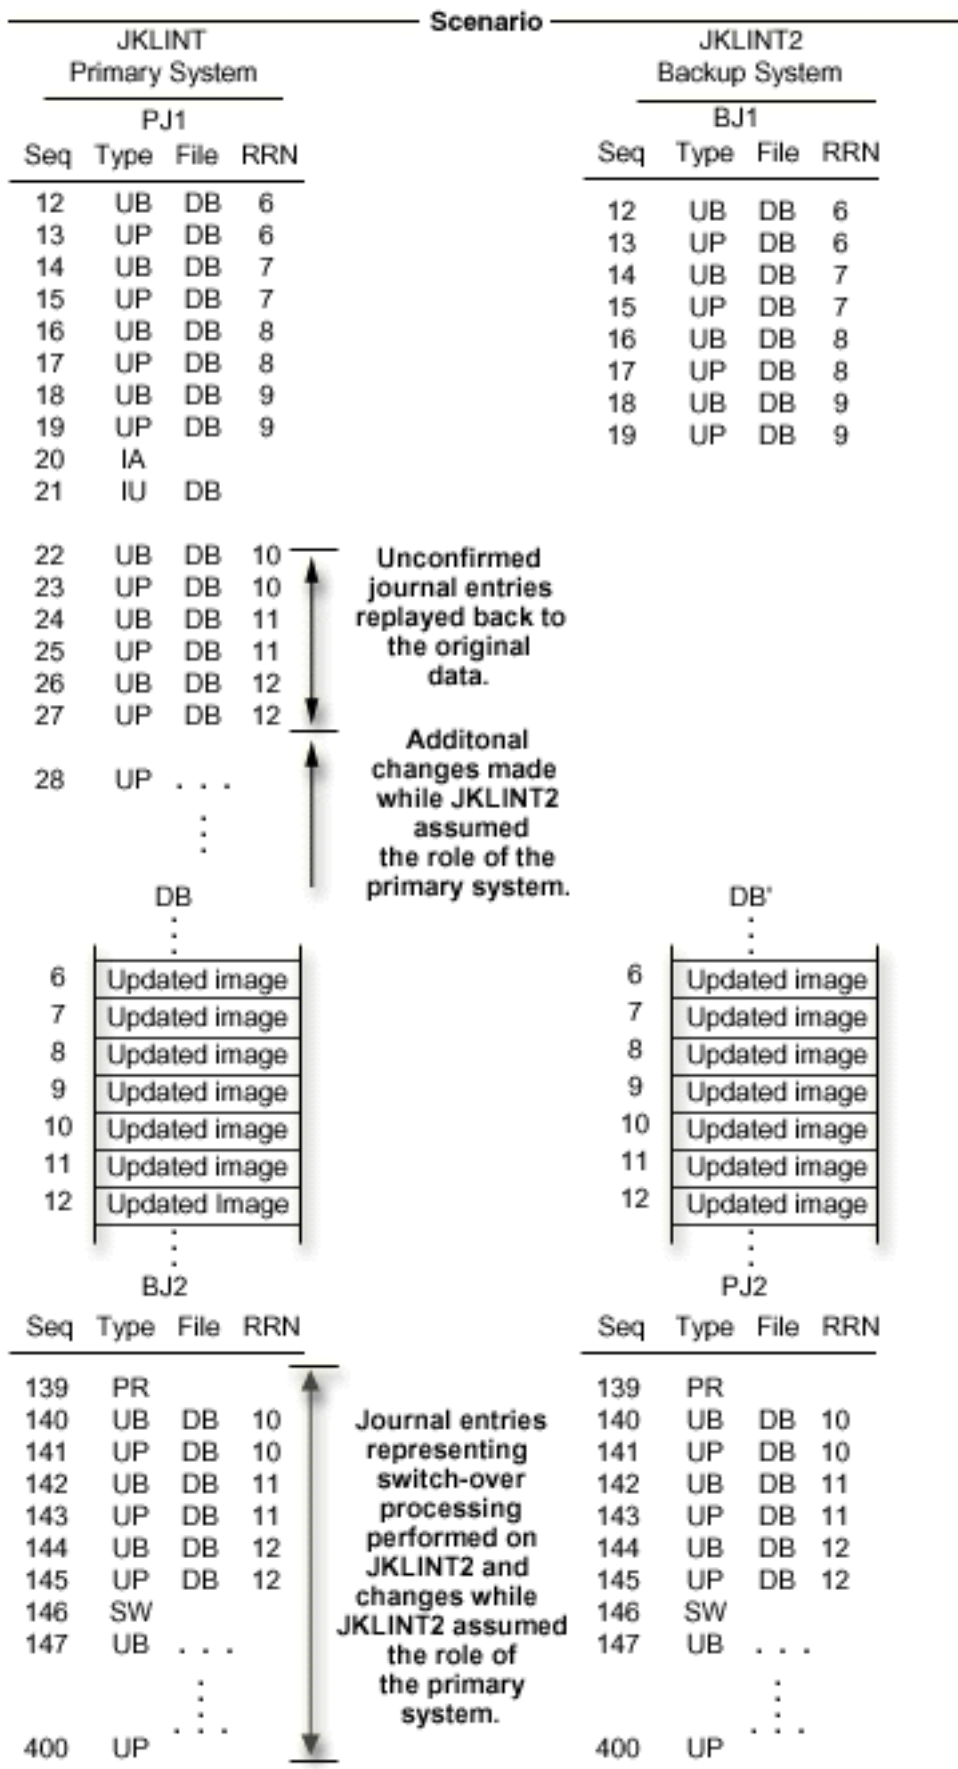 Scenario
JKLINT
Primary System
PJ1
Seq Type File RRN
12 UB DB 6
13 UP DB 6
14 UB DB 7
15 UP DB 7
16 UB DB 8
17 UP DB 8
18 UB DB 9
19 UP DB 9
20 IA
21 IU DB
22 UB DB 10
23 UP DB 10
24 UB DB 11
25 UP DB 11
26 UB DB 12
27 UP DB 12
28 UP . . .
JKLINT2
Backup System
BJ1
Seq Type File RRN
12 UB DB 6
13 UP DB 6
14 UB DB 7
15 UP DB 7
16 UB DB 8
17 UP DB 8
18 UB DB 9
19 UP DB 9
Unconfirmed
journal entries
replayed back to
the original
data.
Additonal
changes made
while JKLINT2
assumed
the role of the
primary system.
DB
6 Updated image
7 Updated image
8 Updated image
9 Updated image
10 Updated image
11 Updated image
12 Updated Image
DB'
6 Updated image
7 Updated image
8 Updated image
9 Updated image
10 Updated image
11 Updated image
12 Updated image
BJ2
Seq Type File RRN
139 PR
140 UB DB 10
141 UP DB 10
142 UB DB 11
143 UP DB 11
144 UB DB 12
145 UP DB 12
146 SW
147 UB . . .
. . .
400 UP
Journal entries
representing
switch-over
processing
performed on
JKLINT2 and
changes while
JKLINT2 assumed
the role of
the primary
system.
PJ2
Seq Type File RRN
139 PR
140 UB DB 10
141 UP DB 10
142 UB DB 11
143 UP DB 11
144 UB DB 12
145 UP DB 12
146 SW
147 UB . . .
. . .
400 UP